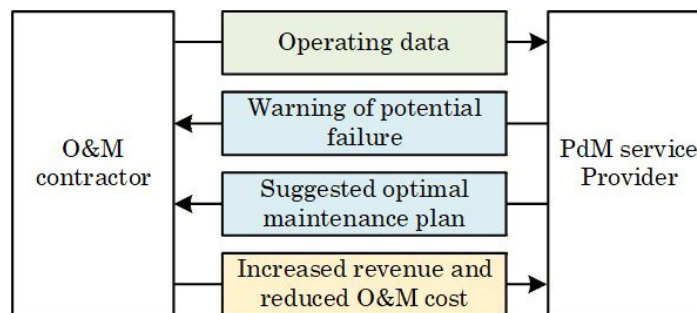 O&M
contractor
Operating data
Warning of potential
failure
Suggested optimal
maintenance plan
Increased revenue and
reduced O&M cost
PdM service
Provider